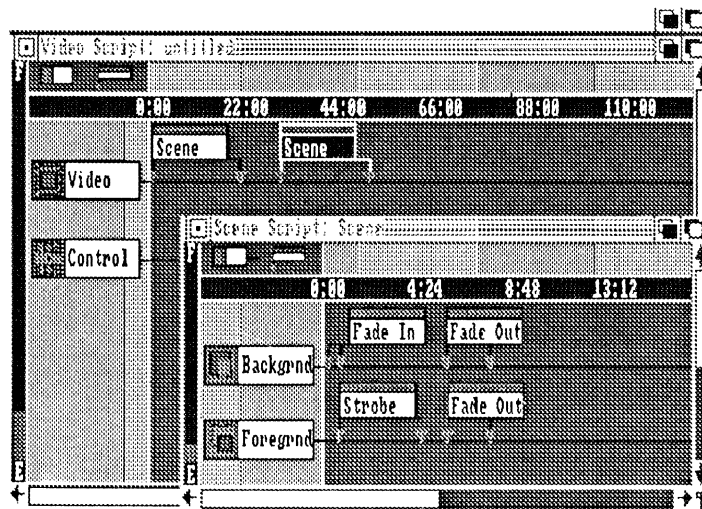 Video Script: untitled
0:00 22:00 44:00 66:00 88:00 110:00
Scene Scene
Video
Control
Scene Script: Scene
0:00 4:24 8:48 13:12
Fade In Fade Out
Backgrnd
Strobe Fade Out
Foregrnd